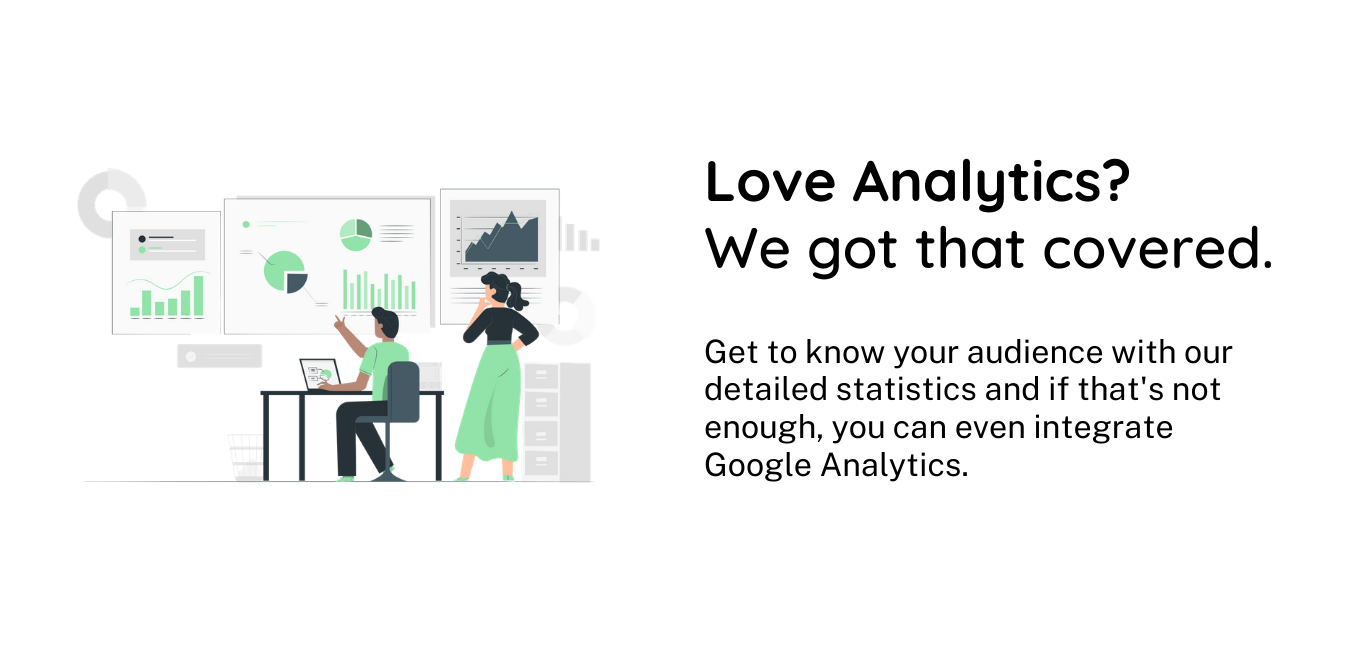 Love Analytics?
We got that covered.
Get to know your audience with our
detailed statistics and if that's not
enough, you can even integrate
Google Analytics.